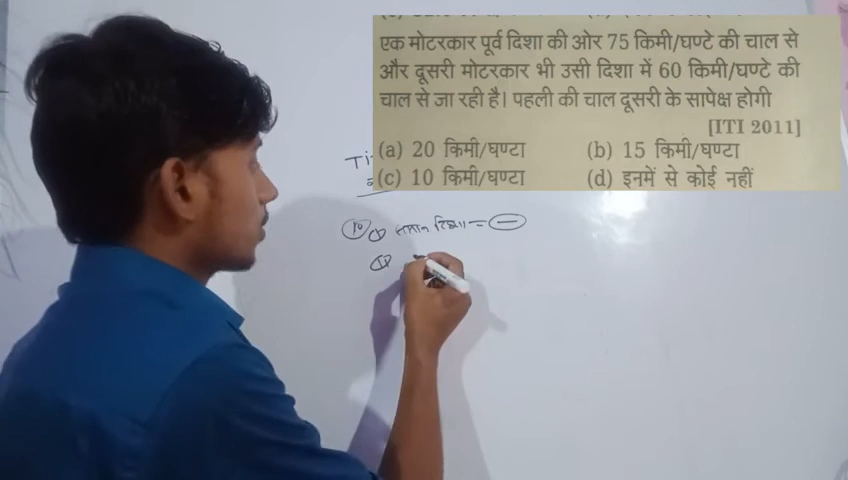 एक मोटरकार पूर्व दिशा की ओर 75 किमी/घण्टे की चाल से
और दूसरी मोटरकार भी उसी दिशा में 60 किमी/घण्टे की
चाल से जा रही है। पहली की चाल दूसरी के सापेक्ष होगी
[ITI 2011]
(a) 20 किमी/घण्टा (b) 15 किमी/घण्टा
(c) 10 किमी/घण्टा (d) इनमें से कोई नहीं
समान दिशा = −